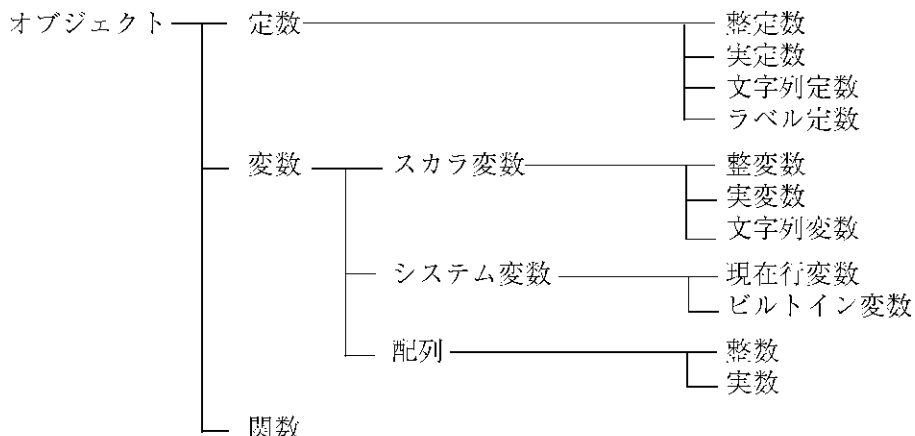 オブジェクト 定数 整定数
実定数
文字列定数
ラベル定数
変数 スカラ変数 整変数
実変数
文字列変数
システム変数 現在行変数
ビルトイン変数
配列 整数
実数
関数